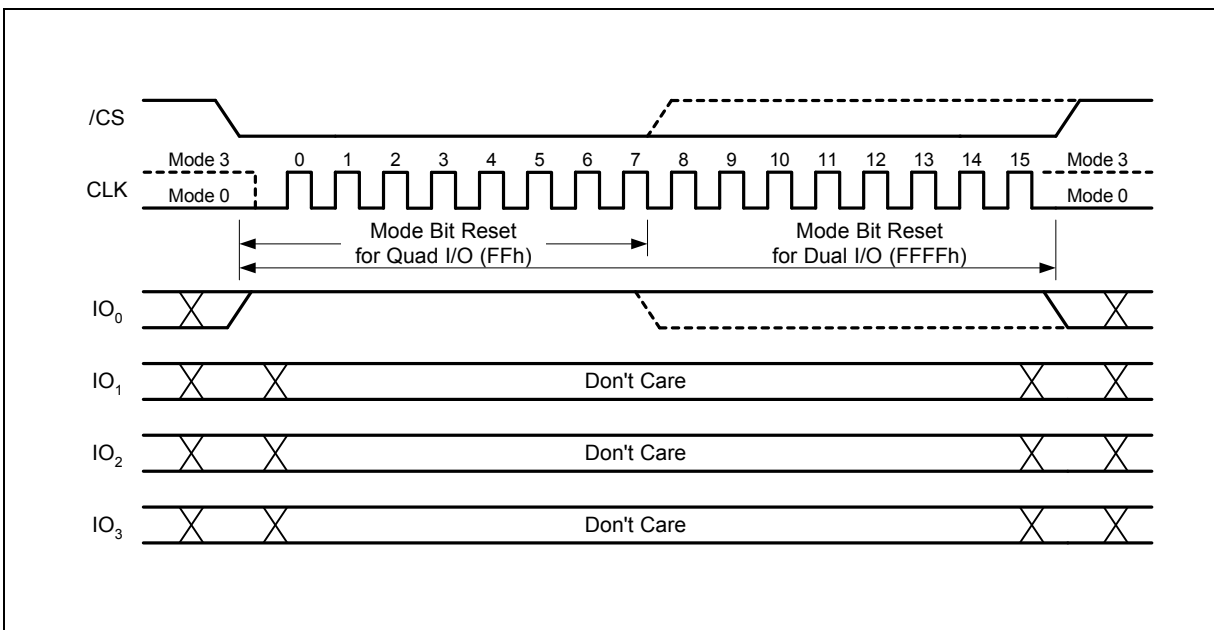 /CS
Mode 3 0 1 2 3 4 5 6 7 8 9 10 11 12 13 14 15 Mode 3
CLK
Mode 0 Mode 0
Mode Bit Reset Mode Bit Reset
for Quad I/O (FFh) for Dual I/O (FFFFh)
IO0
IO1 Don't Care
IO2 Don't Care
IO3 Don't Care